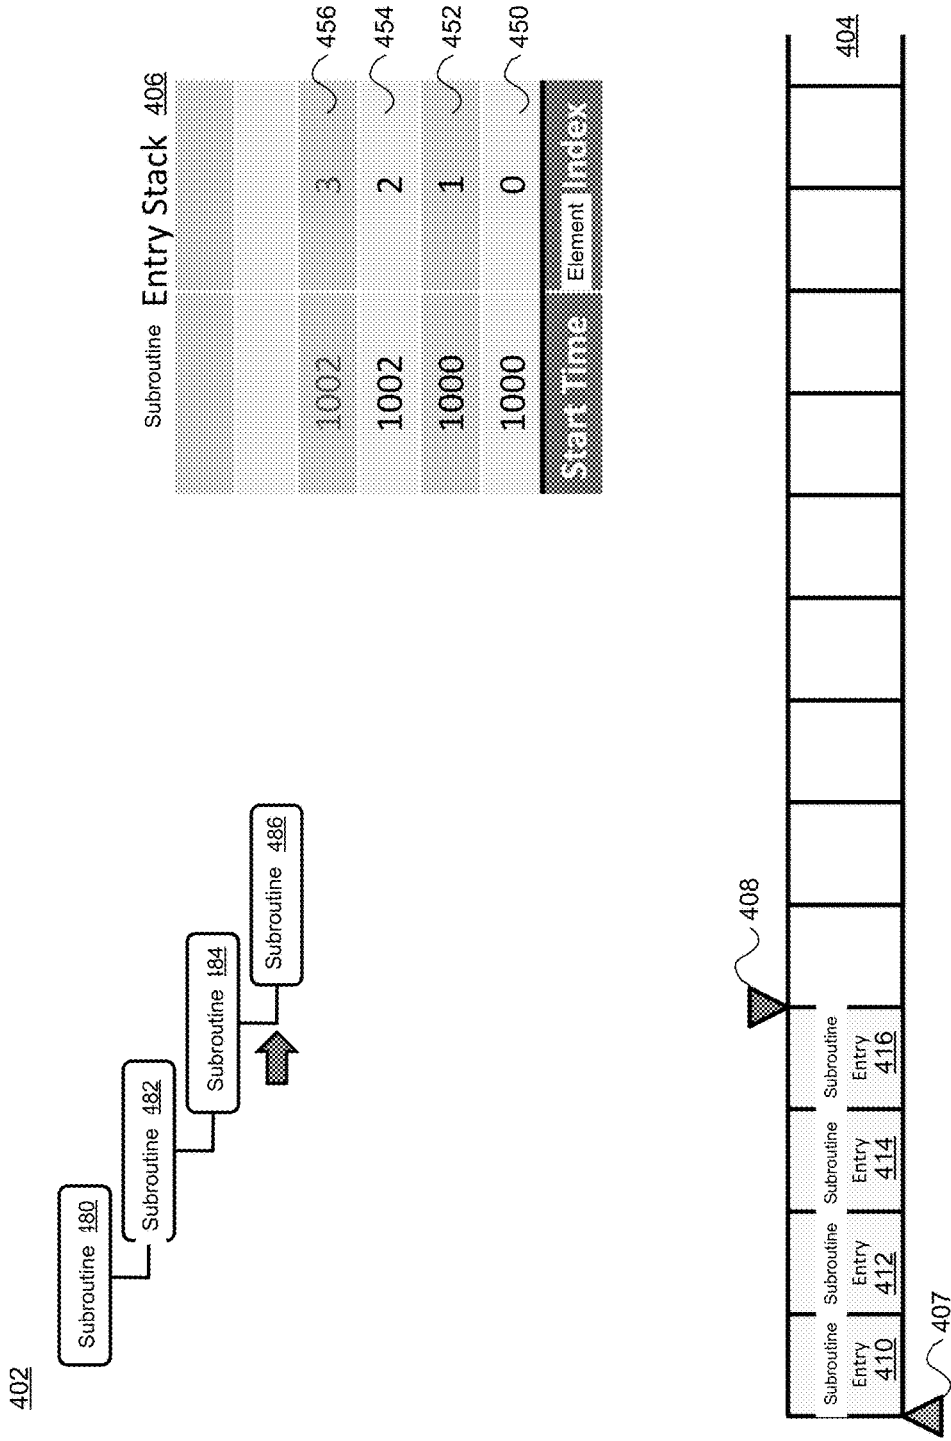 402
Subroutine 480
Subroutine 482
Subroutine 484
Subroutine 486
Subroutine Entry Stack 406
1002 3 456
1002 2 454
1000 1 452
1000 0 450
Start Time Element IIndex
408
404
Subroutine Entry 410
Subroutine Entry 412
Subroutine Entry 414
Subroutine Entry 416
407